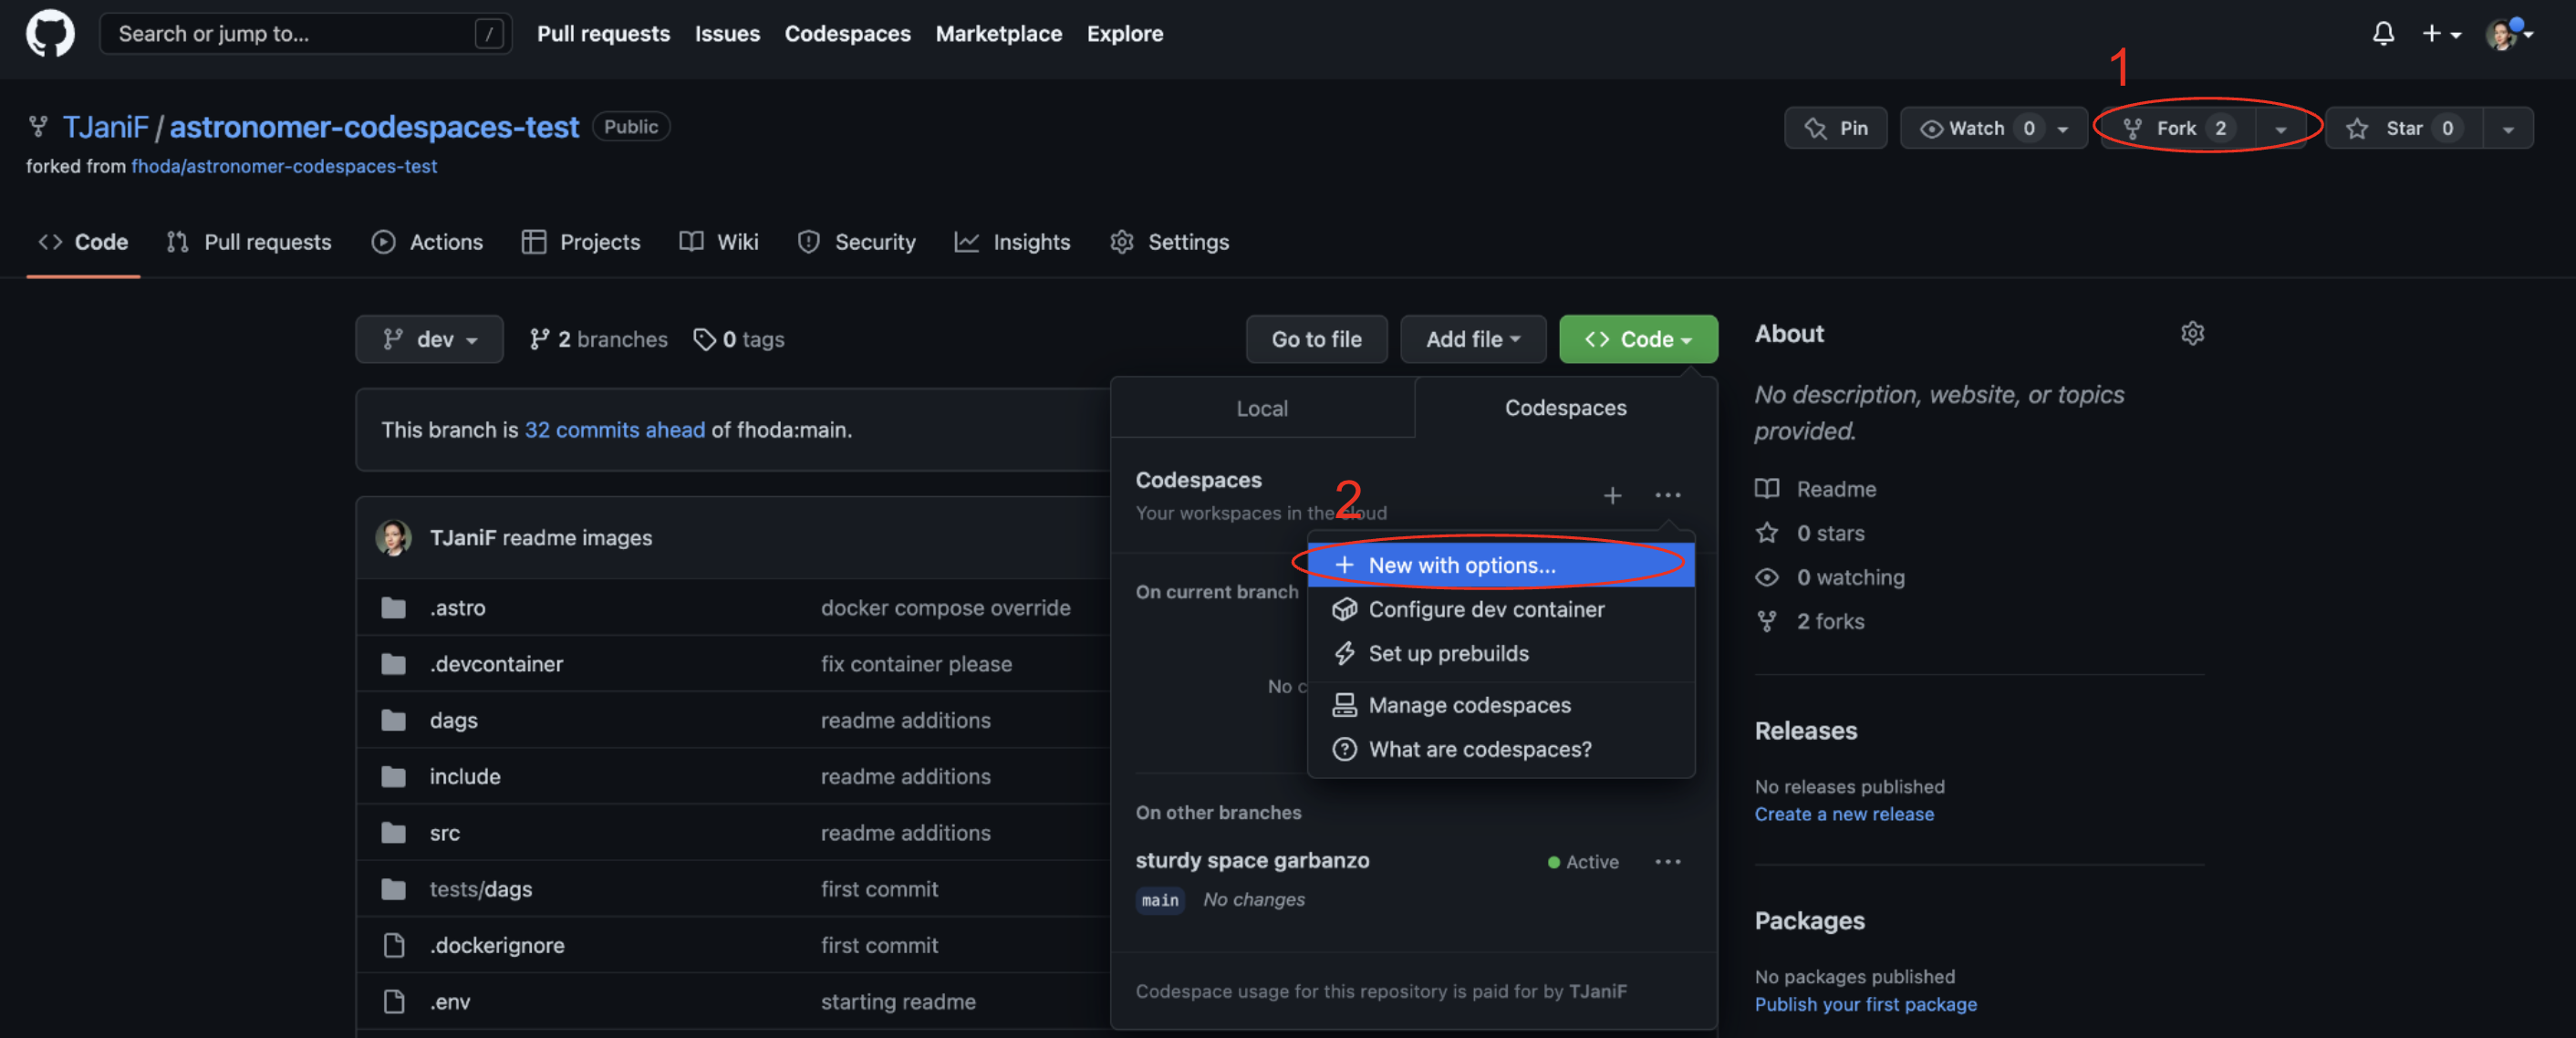 Search or jump to... / Pull requests Issues Codespaces Marketplace Explore
1
TJaniF / astronomer-codespaces-test Public Pin Watch 0 Fork 2 Star 0
forked from fhoda/astronomer-codespaces-test
Code Pull requests Actions Projects Wiki Security Insights Settings
dev 2 branches 0 tags Go to file Add file Code
This branch is 32 commits ahead of fhoda:main.
TJaniF readme images
.astro docker compose override
.devcontainer fix container please
dags readme additions
include readme additions
src readme additions
tests/dags first commit
.dockerignore first commit
.env starting readme
Local Codespaces
Codespaces
Your workspaces in the cloud
2
New with options...
Configure dev container
Set up prebuilds
Manage codespaces
What are codespaces?
On current branch
No
On other branches
sturdy space garbanzo Active
main No changes
Codespace usage for this repository is paid for by TJaniF
About
No description, website, or topics
provided.
Readme
0 stars
0 watching
2 forks
Releases
No releases published
Create a new release
Packages
No packages published
Publish your first package